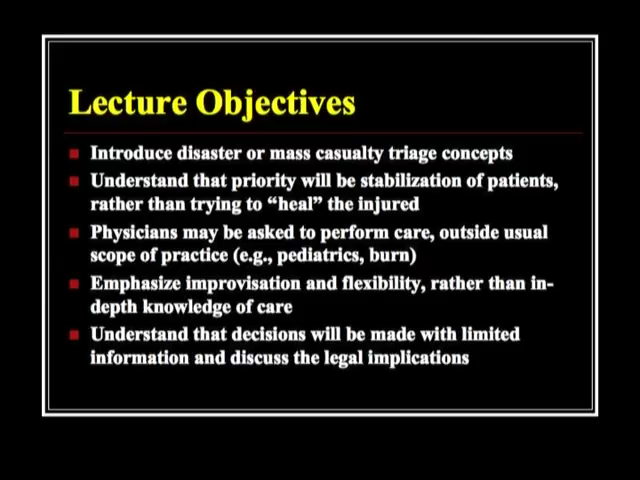 Lecture Objectives
Introduce disaster or mass casualty triage concepts
Understand that priority will be stabilization of patients,
rather than trying to “heal” the injured
Physicians may be asked to perform care, outside usual
scope of practice (e.g., pediatrics, burn)
Emphasize improvisation and flexibility, rather than in-
depth knowledge of care
Understand that decisions will be made with limited
information and discuss the legal implications